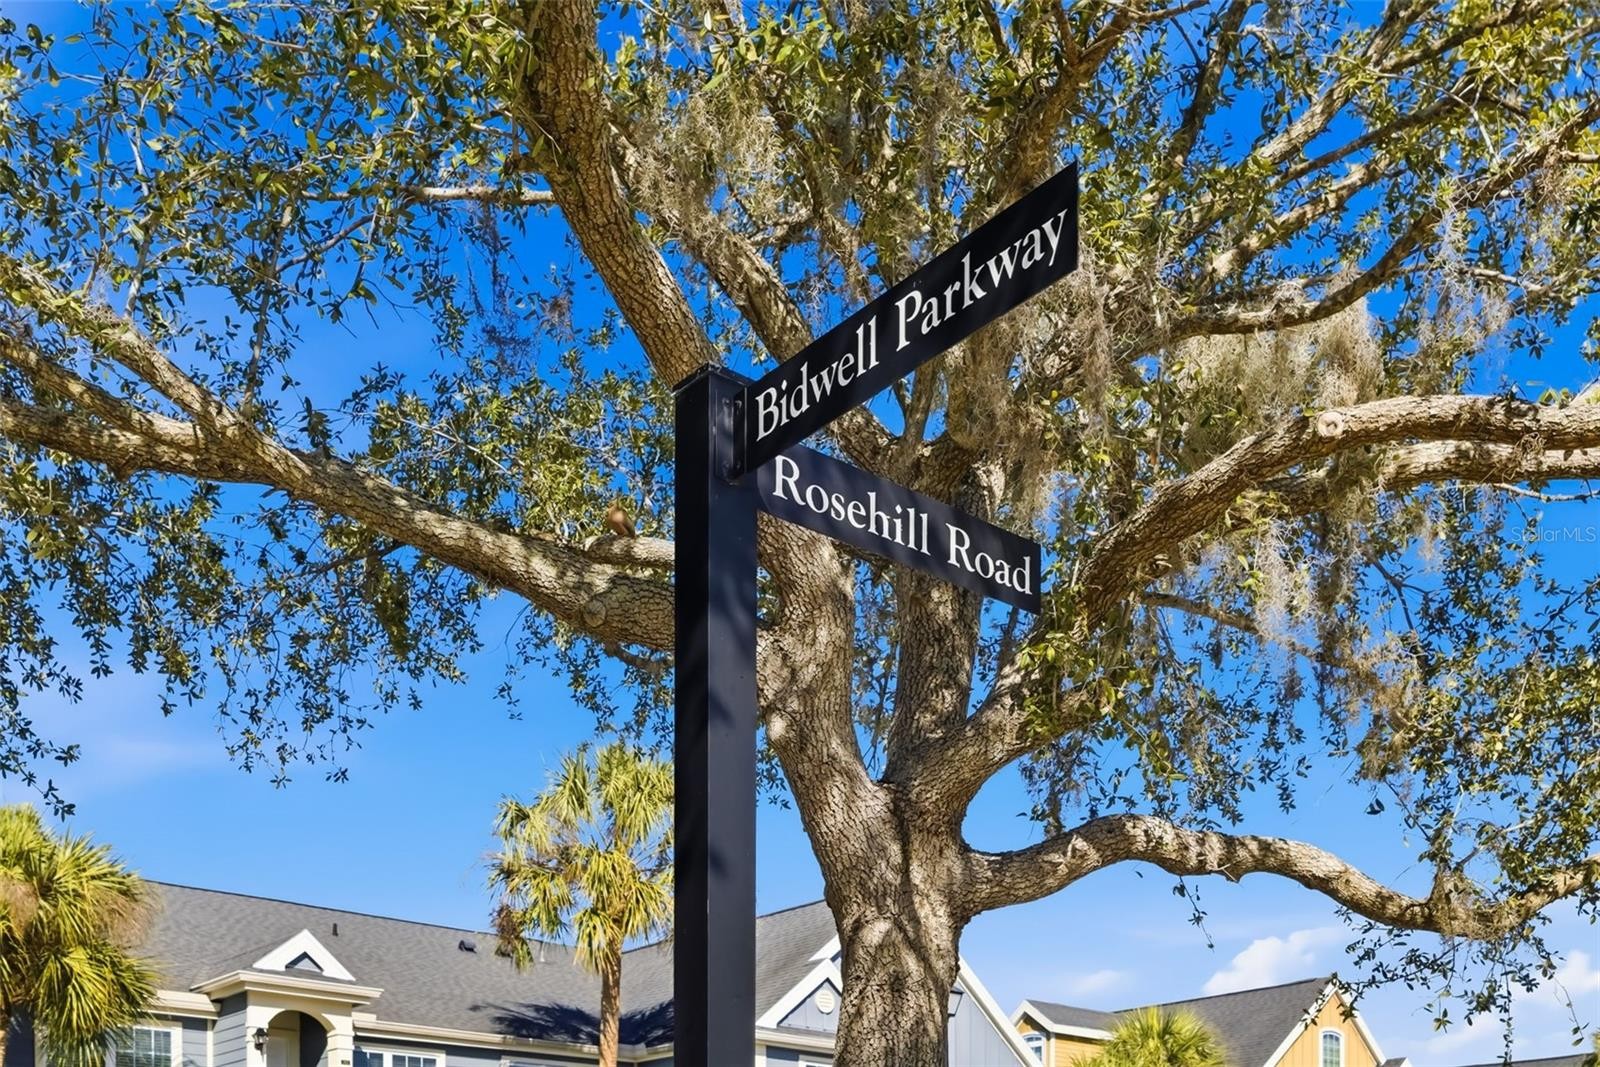 Bidwell Parkway
Rosehill Road
StellarMLS